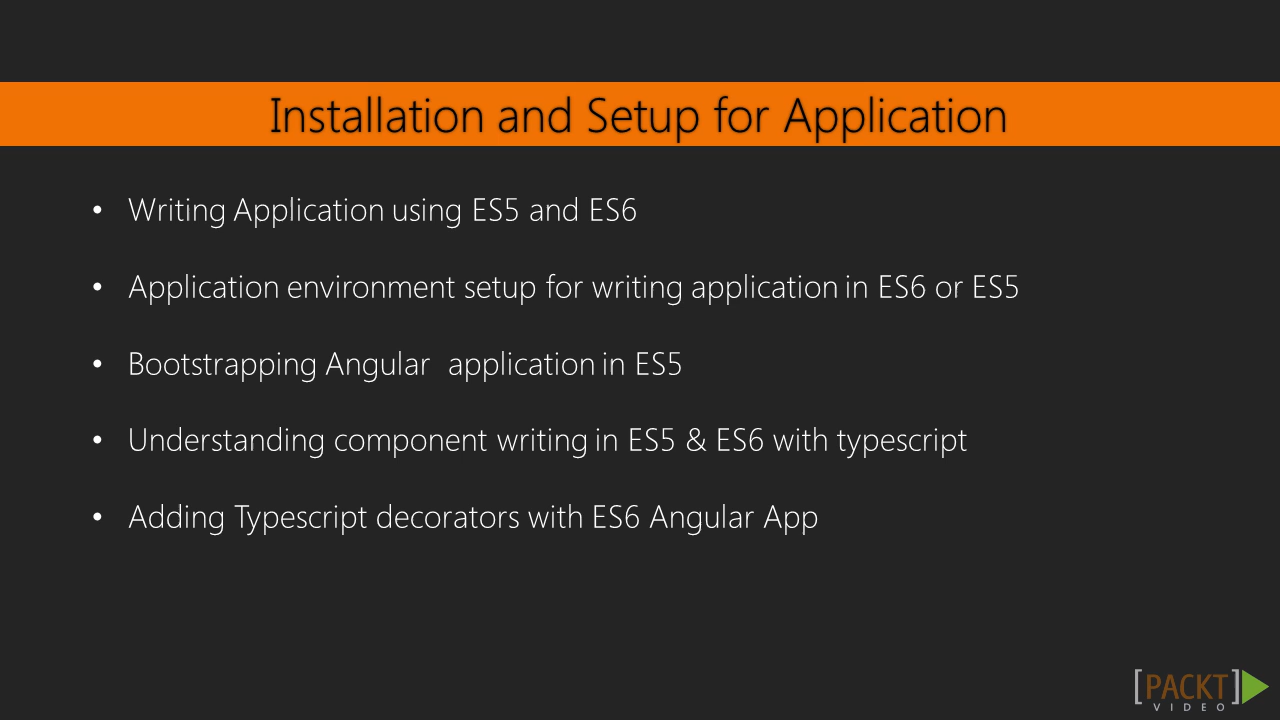 Installation and Setup for Application
• Writing Application using ES5 and ES6
• Application environment setup for writing application in ES6 or ES5
• Bootstrapping Angular  application in ES5
• Understanding component writing in ES5 & ES6 with typescript
• Adding Typescript decorators with ES6 Angular App
[PACKT]
VIDEO